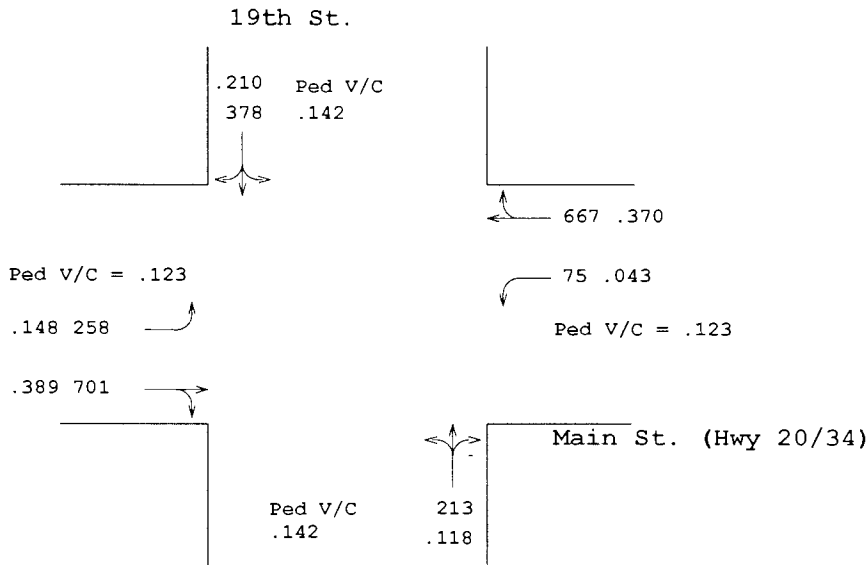 19th St.
.210 Ped V/C
378 .142
667 .370
Ped V/C = .123
75 .043
.148 258
Ped V/C = .123
.389 701
Main St. (Hwy 20/34)
Ped V/C 213
.142 .118